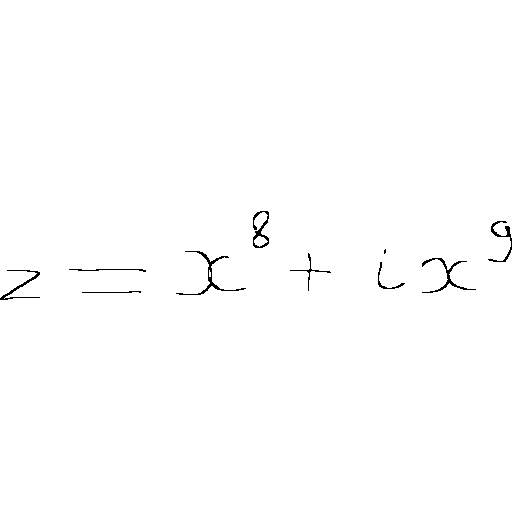 z = x^8 + ix^9